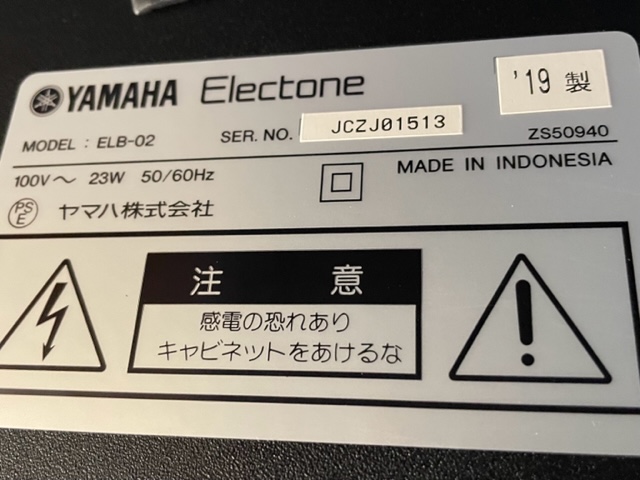 YAMAHA Electone '19 製
MODEL : ELB-02 SER. NO. JCZJ01513 ZS50940
100V～ 23W 50/60Hz MADE IN INDONESIA
PSE ヤマハ株式会社
注意
感電の恐れあり
キャビネットをあけるな